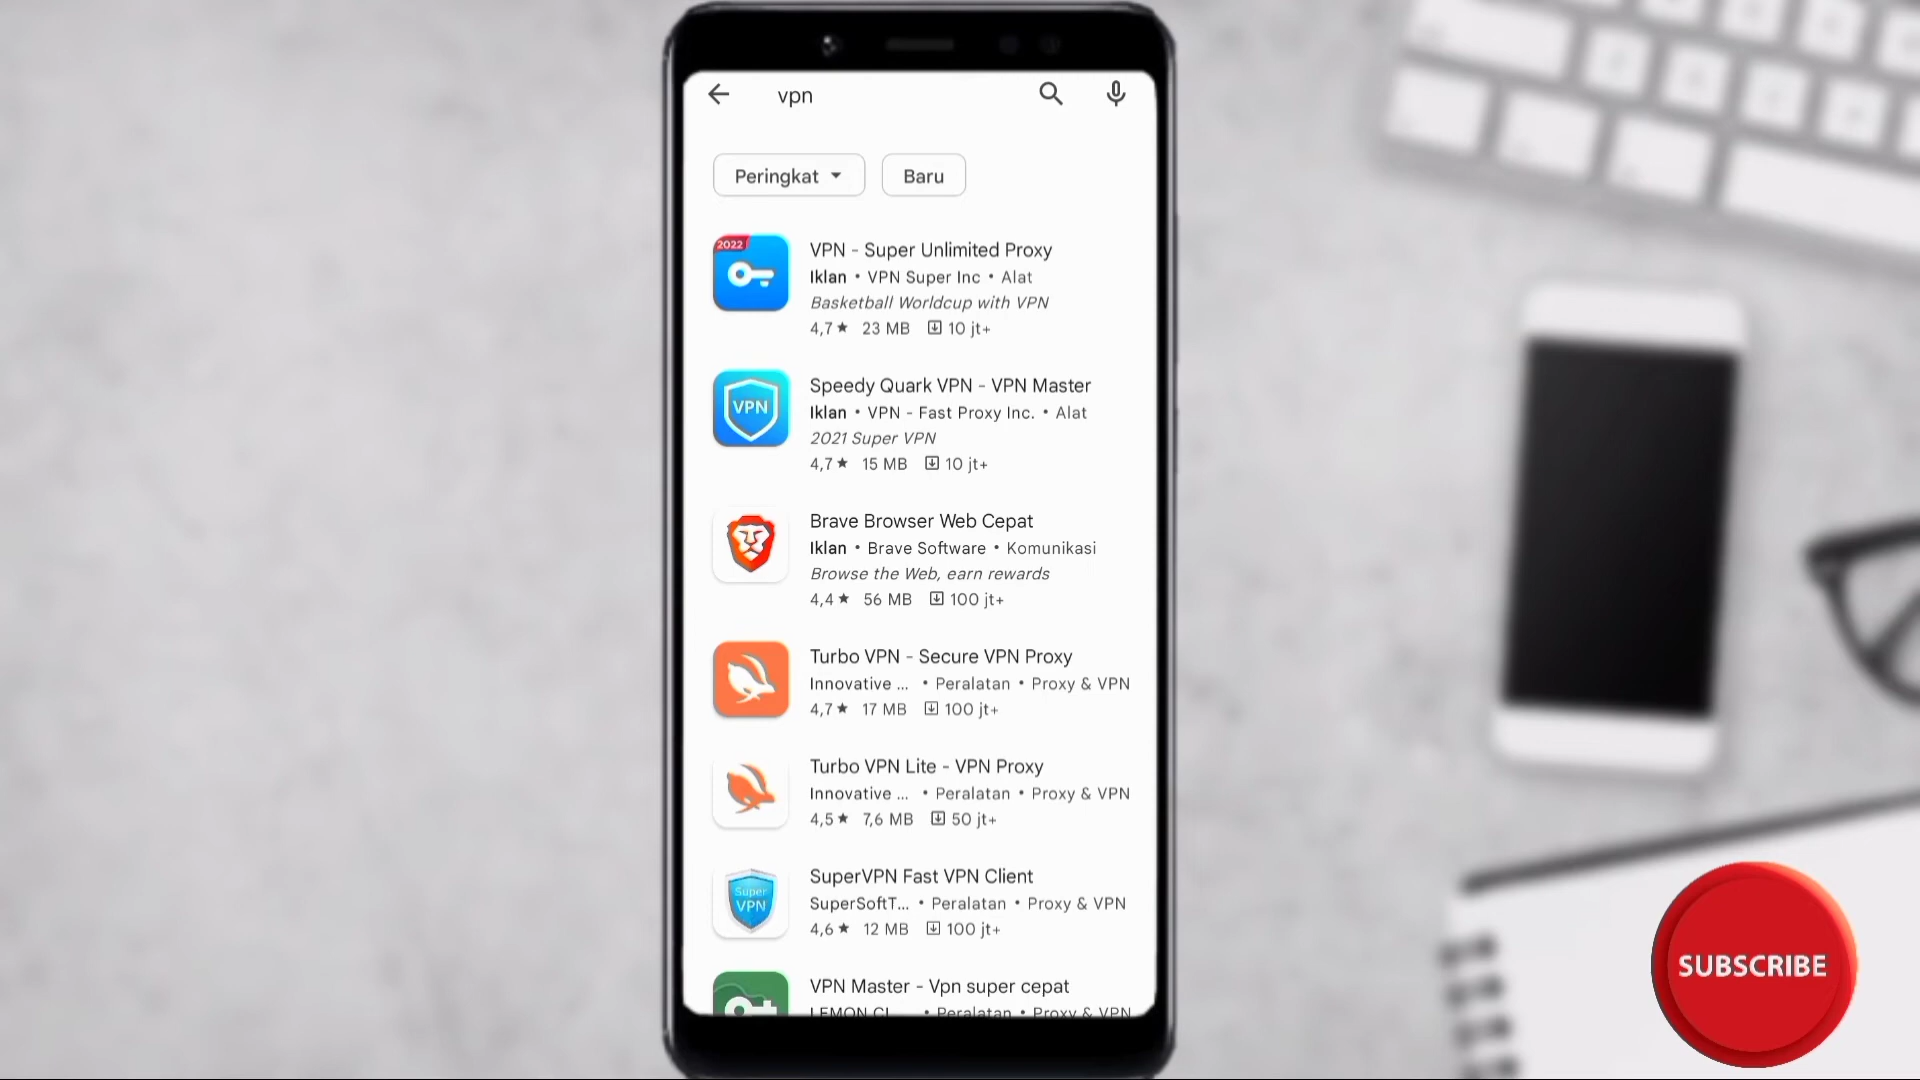 vpn
Peringkat
Baru
2022
VPN - Super Unlimited Proxy
Iklan • VPN Super Inc • Alat
Basketball Worldcup with VPN
4,7★ 23 MB 10 jt+
VPN
Speedy Quark VPN - VPN Master
Iklan • VPN - Fast Proxy Inc. • Alat
2021 Super VPN
4,7★ 15 MB 10 jt+
Brave Browser Web Cepat
Iklan • Brave Software • Komunikasi
Browse the Web, earn rewards
4,4★ 56 MB 100 jt+
Turbo VPN - Secure VPN Proxy
Innovative ... • Peralatan • Proxy & VPN
4,7★ 17 MB 100 jt+
Turbo VPN Lite - VPN Proxy
Innovative ... • Peralatan • Proxy & VPN
4,5★ 7,6 MB 50 jt+
Super
VPN
SuperVPN Fast VPN Client
SuperSoftT... • Peralatan • Proxy & VPN
4,6★ 12 MB 100 jt+
VPN Master - Vpn super cepat
LEMON CL... • Peralatan • Proxy & VPN
SUBSCRIBE